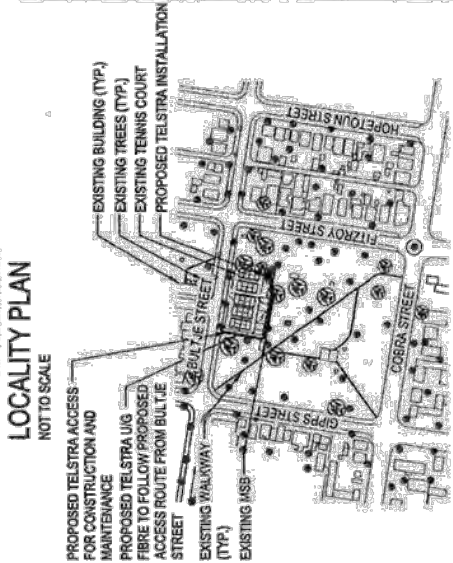 LOCALITY PLAN
NOT TO SCALE
PROPOSED TELSTRA ACCESS
FOR CONSTRUCTION AND
MAINTENANCE
PROPOSED TELSTRA U/G
FIBRE TO FOLLOW PROPOSED
ACCESS ROUTE FROM BULTJE
STREET
EXISTING WALKWAY
(TYP.)
EXISTING MSB
EXISTING BUILDING (TYP.)
EXISTING TREES (TYP.)
EXISTING TENNIS COURT
PROPOSED TELSTRA INSTALLATION
BULTJE STREET
GIPPS STREET
FITZROY STREET
HOPETOUN STREET
COBRA STREET